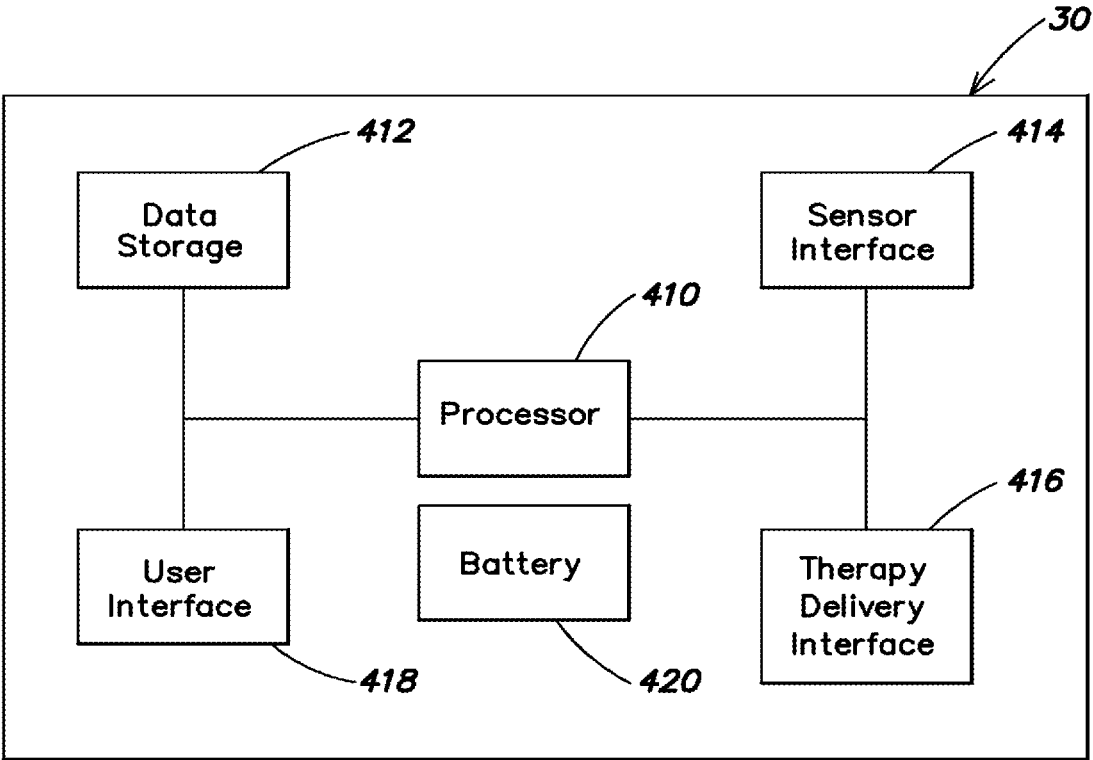 30
412
414
Data
Storage
Sensor
Interface
410
Processor
416
User
Interface
Battery
Therapy
Delivery
Interface
418
420